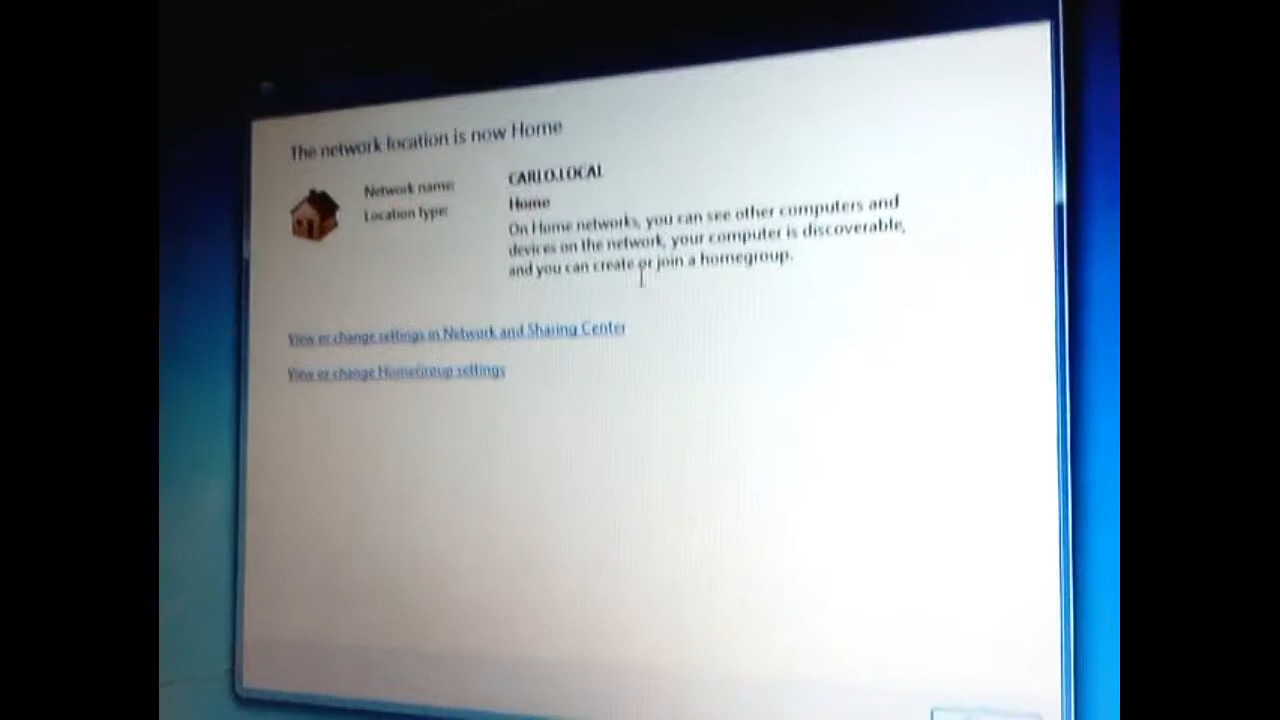 The network location is now Home
Network name: CARLO.LOCAL
Location type: Home
On Home networks, you can see other computers and
devices on the network, your computer is discoverable,
and you can create or join a homegroup.
View or change settings in Network and Sharing Center
View or change Homegroup settings